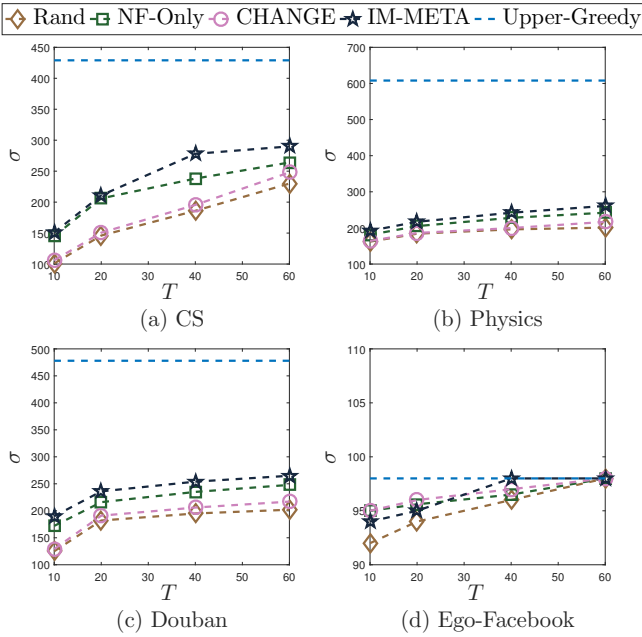 Rand NF-Only CHANGE IM-META Upper-Greedy
450
400
350
300
250
200
150
100
σ
10 20 30 40 50 60
T
(a) CS
700
600
500
400
300
200
100
σ
10 20 30 40 50 60
T
(b) Physics
500
450
400
350
300
250
200
150
100
σ
10 20 30 40 50 60
T
(c) Douban
110
105
100
95
90
σ
10 20 30 40 50 60
T
(d) Ego-Facebook